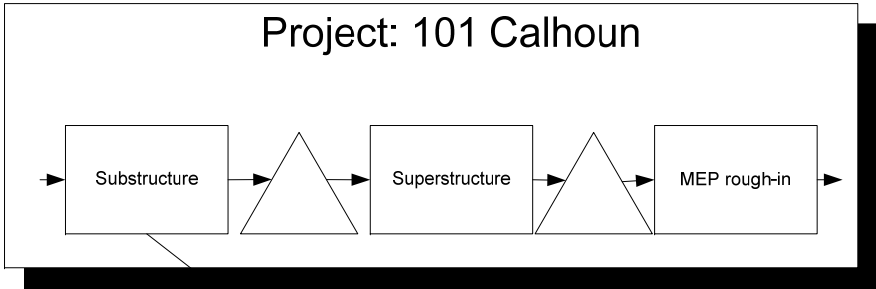 Project: 101 Calhoun
Substructure
Superstructure
MEP rough-in